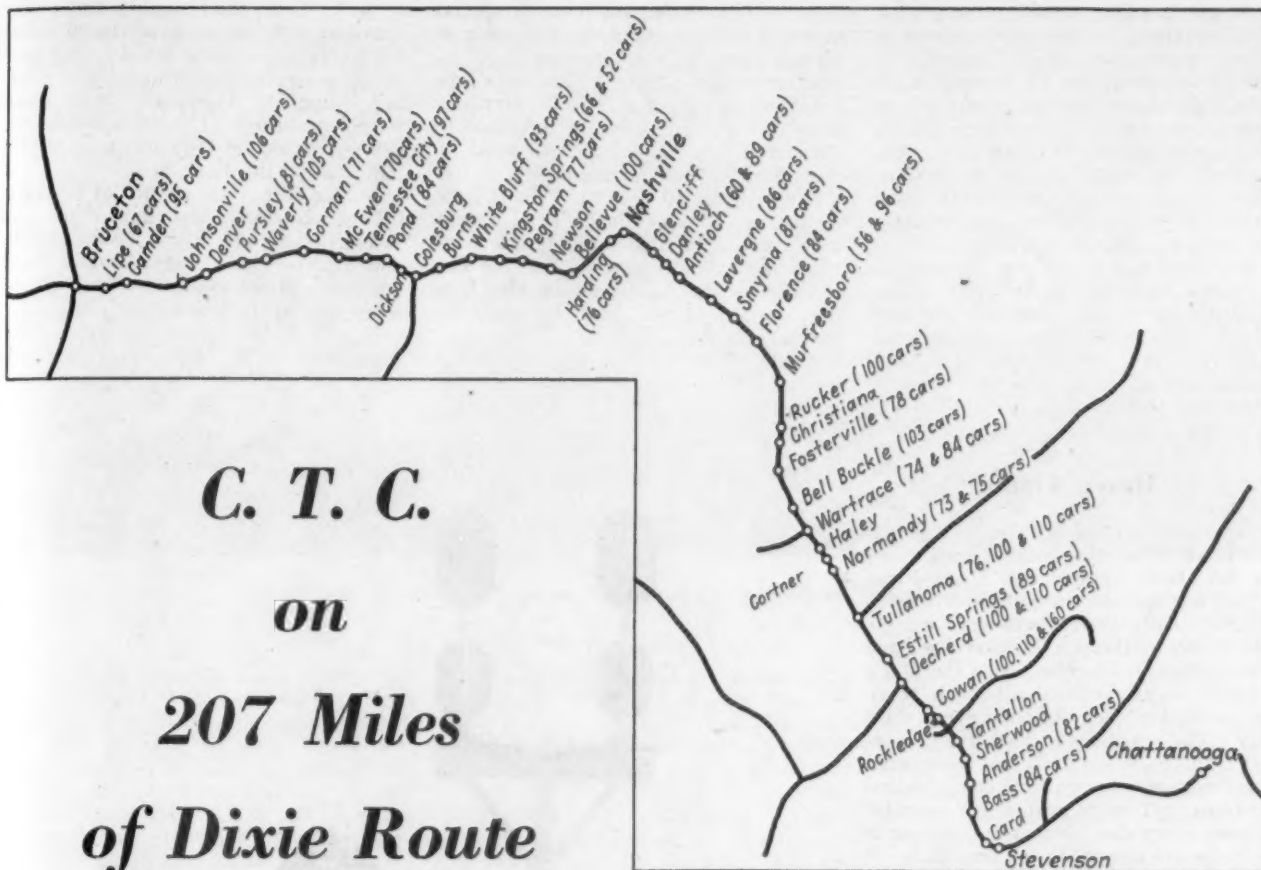 Bruceton
Lipe (67 cars)
Camden (95 cars)
Johnsonville (106 cars)
Denver
Pursley (81 cars)
Waverly (105 cars)
Gorman (71 cars)
Mc Ewen (70 cars)
Tennessee City (97 cars)
Pond (84 cars)
Dickson
Colesburg
Burns
White Bluff (93 cars)
Kingston Springs (66 & 52 cars)
Pegram (77 cars)
Newson
Bellevue (100 cars)
Harding
(76 cars)
Nashville
Glencliff
Danley
Antioch (60 & 89 cars)
Lavergne (86 cars)
Smyrna (87 cars)
Florence (84 cars)
Murfreesboro (56 & 96 cars)
Rucker (100 cars)
Christiana
Fosterville (78 cars)
Bell Buckle (103 cars)
Wartrace (74 & 84 cars)
Haley
Cortner
Normandy (73 & 75 cars)
Tullahoma (76, 100 & 110 cars)
Estill Springs (89 cars)
Decherd (100 & 110 cars)
Cowan (100, 110 & 160 cars)
Rockledge
Tantallon
Sherwood
Anderson (82 cars)
Bass (84 cars)
Card
Stevenson
Chattanooga
C. T. C.
on
207 Miles
of Dixie Route